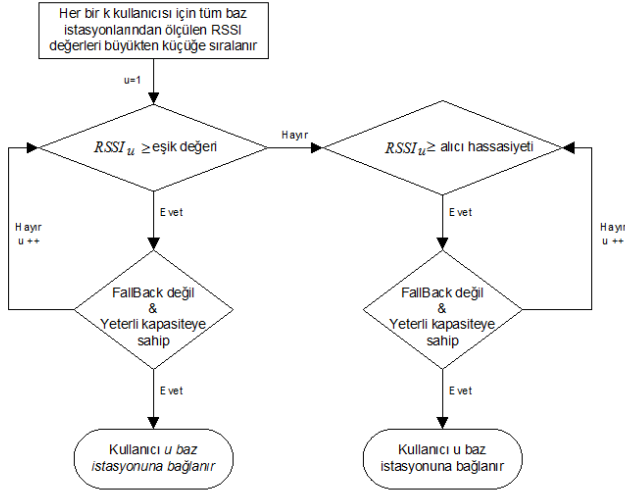 Her bir k kullanıcısı için tüm baz
istasyonlarından ölçülen RSSI
değerleri büyükten küçüğe sıralanır
u=1
RSSI u ≥ eşik değeri
Hayır
RSSI u ≥ alıcı hassasiyeti
Evet
Evet
Hayır
u ++
Hayır
u ++
FallBack değil
&
Yeterli kapasiteye
sahip
FallBack değil
&
Yeterli kapasiteye
sahip
Evet
Evet
Kullanıcı u baz
istasyonuna bağlanır
Kullanıcı u baz
istasyonuna bağlanır